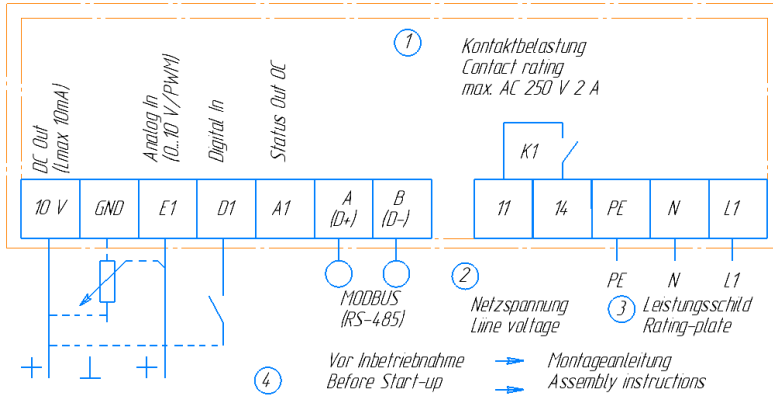 1
Kontaktbelastung
Contact rating
max. AC 250 V 2 A
DC Out
(Lmax 10mA)
Analog In
(0...10 V/PWM)
Digital In
Status Out OC
K1
10 V GND E1 D1 A1 A (D+) B (D-) 11 14 PE N L1
MODBUS
(RS-485)
2
Netzspannung
Liine voltage
PE N L1
3
Leistungsschild
Rating-plate
+ ⊥ +
4
Vor Inbetriebnahme → Montageanleitung
Before Start-up → Assembly instructions